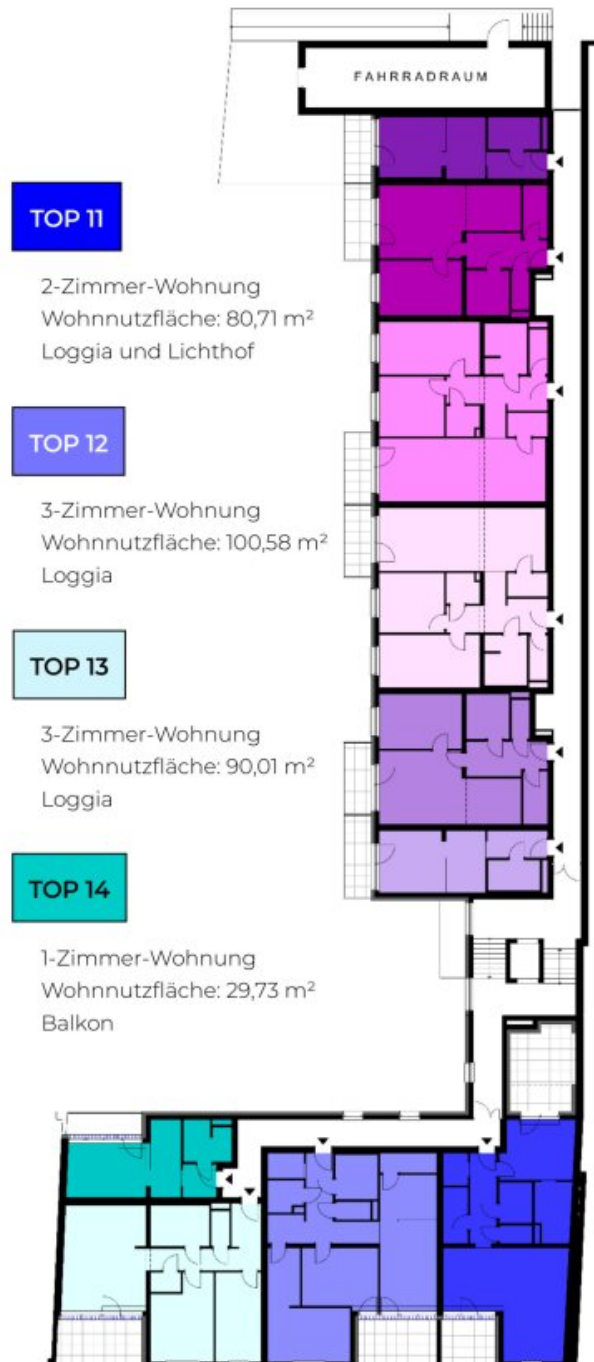 FAHRRADRAUM
TOP 11
2-Zimmer-Wohnung
Wohnnutzfläche: 80,71 m²
Loggia und Lichthof
TOP 12
3-Zimmer-Wohnung
Wohnnutzfläche: 100,58 m²
Loggia
TOP 13
3-Zimmer-Wohnung
Wohnnutzfläche: 90,01 m²
Loggia
TOP 14
1-Zimmer-Wohnung
Wohnnutzfläche: 29,73 m²
Balkon